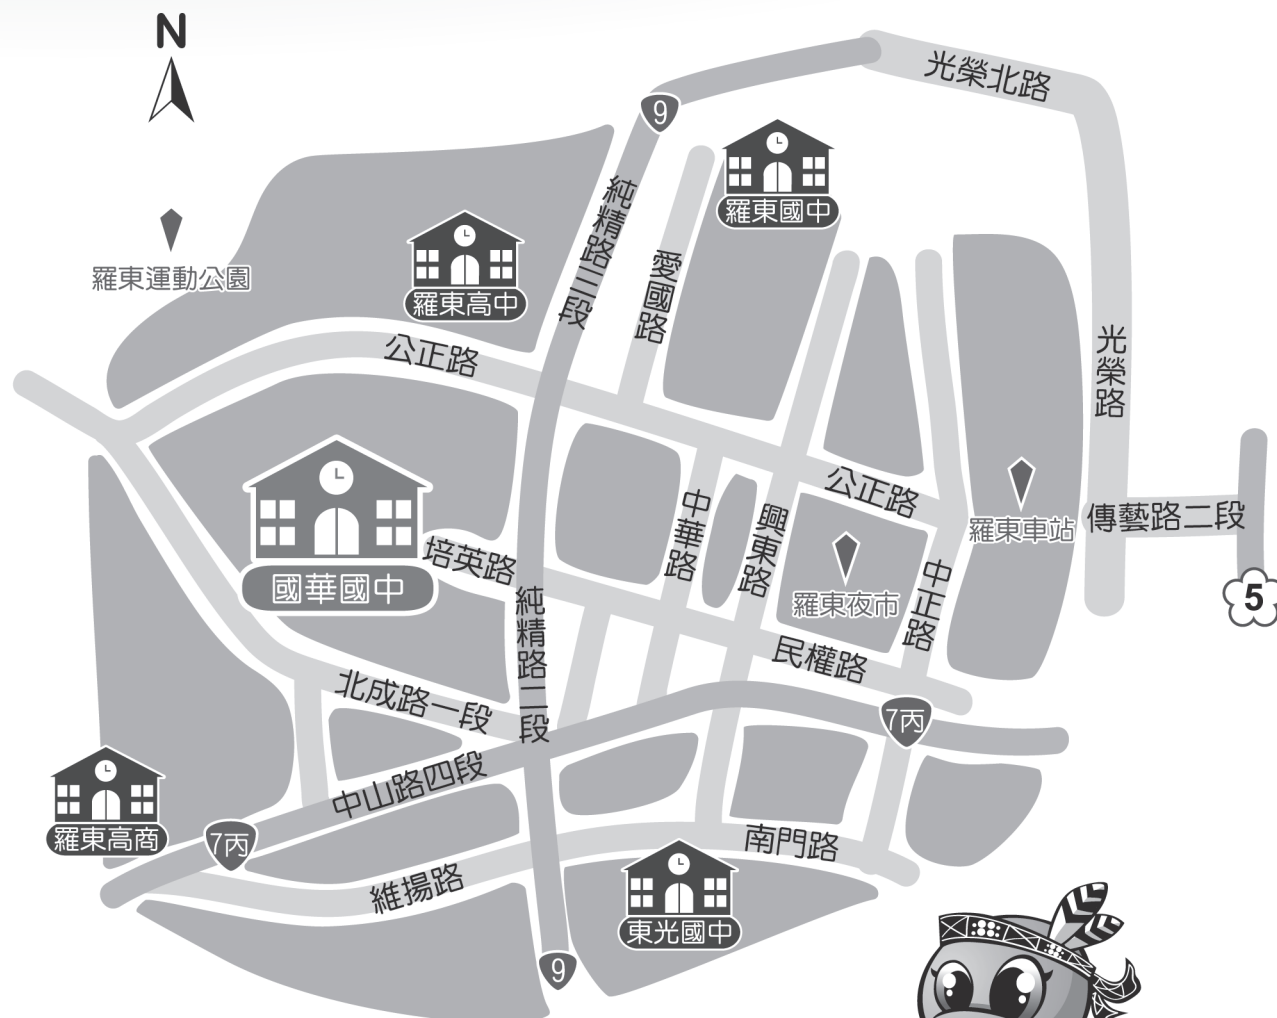 N
光榮北路
9
羅東國中
純精路三段
愛國路
羅東運動公園
羅東高中
公正路
光榮路
國華國中
培英路
中華路
興東路
公正路
羅東夜市
中正路
羅東車站
傳藝路二段
5
純精路二段
民權路
北成路一段
7丙
中山路四段
羅東高商
7丙
維揚路
南門路
東光國中
9